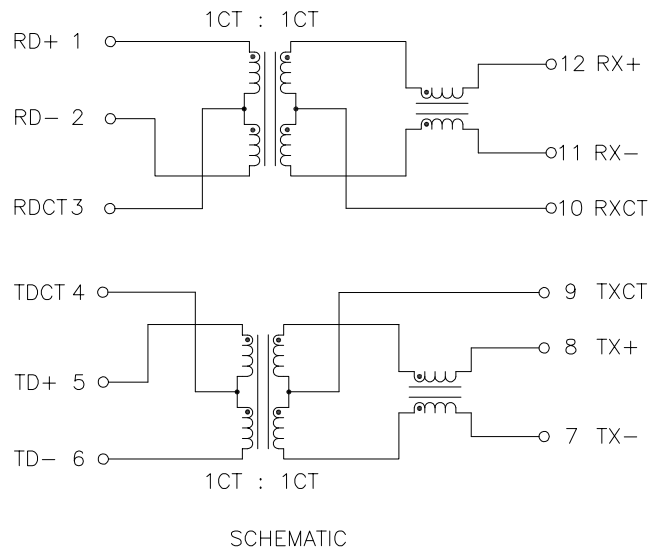 1CT : 1CT
RD+ 1
12 RX+
RD- 2
11 RX-
RDCT 3
10 RXCT
TDCT 4
9 TXCT
8 TX+
TD+ 5
7 TX-
TD- 6
1CT : 1CT
SCHEMATIC